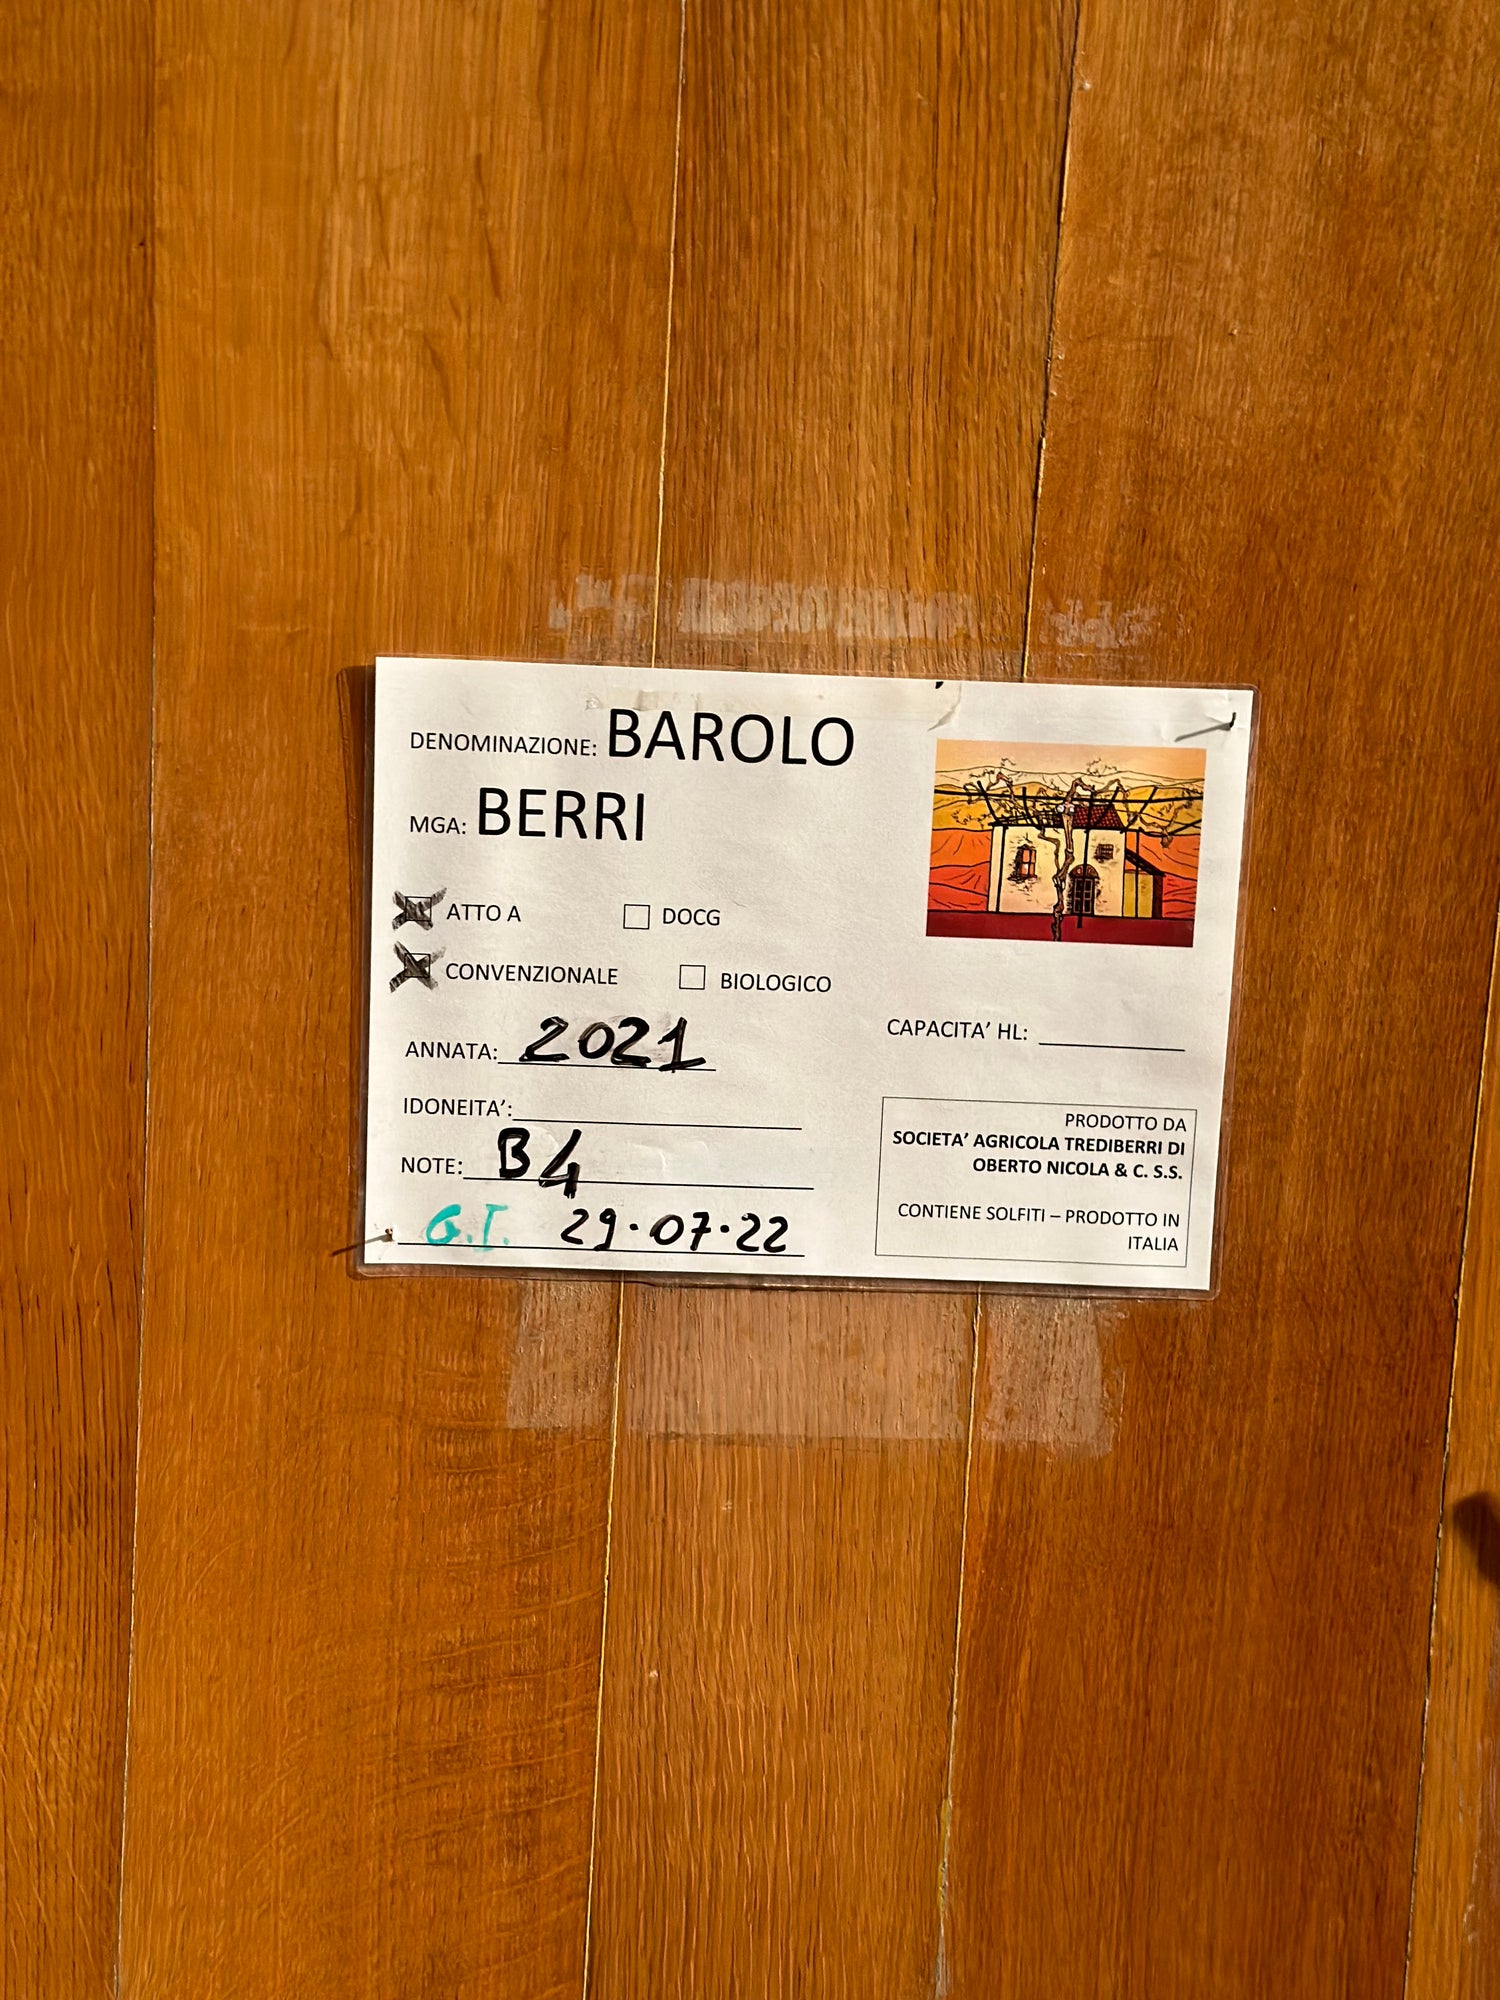 DENOMINAZIONE: BAROLO
MGA: BERRI
ATTO A DOCG
CONVENZIONALE BIOLOGICO
ANNATA: 2021
CAPACITA' HL:
IDONEITA':
NOTE: B4
G.I. 29.07.22
PRODOTTO DA
SOCIETA' AGRICOLA TREDIBERRI DI
OBERTO NICOLA & C. S.S.
CONTIENE SOLFITI – PRODOTTO IN
ITALIA